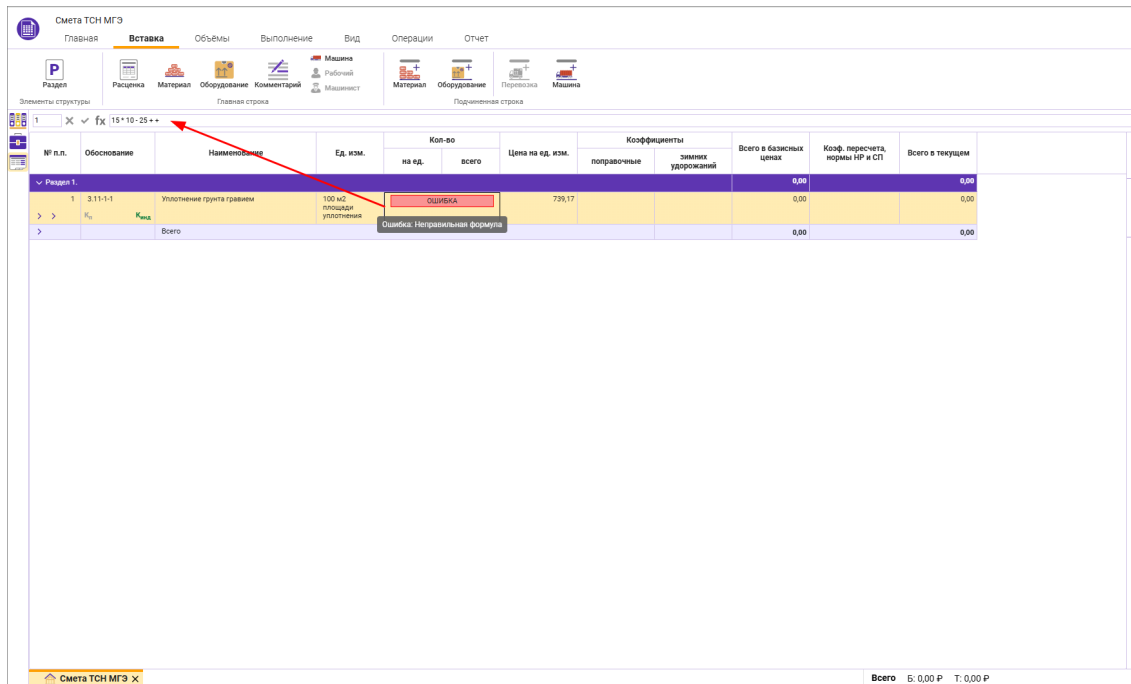 Смета ТСН МГЭ
Главная Вставка Объёмы Выполнение Вид Операции Отчет
Р
Раздел
Расценка Материал Оборудование Комментарий
Машина
Рабочий
Машинист
Материал Оборудование Перевозка Машина
Элементы структуры Главная строка Подчиненная строка
1 fx 15 * 10 - 25 + +
№ п.п. Обоснование Наименование Ед. изм. Кол-во Цена на ед. изм. Коэффициенты Всего в базисных ценах Коэф. пересчета, нормы НР и СП Всего в текущем
на ед. всего поправочные зимних удорожаний
Раздел 1. 0,00 0,00
1 3.11-1-1 Уплотнение грунта гравием 100 м2 площади уплотнения ОШИБКА 739,17 0,00 0,00
Кп Кинд
Ошибка: Неправильная формула
Всего 0,00 0,00
Смета ТСН МГЭ Всего Б: 0,00 ₽ Т: 0,00 ₽